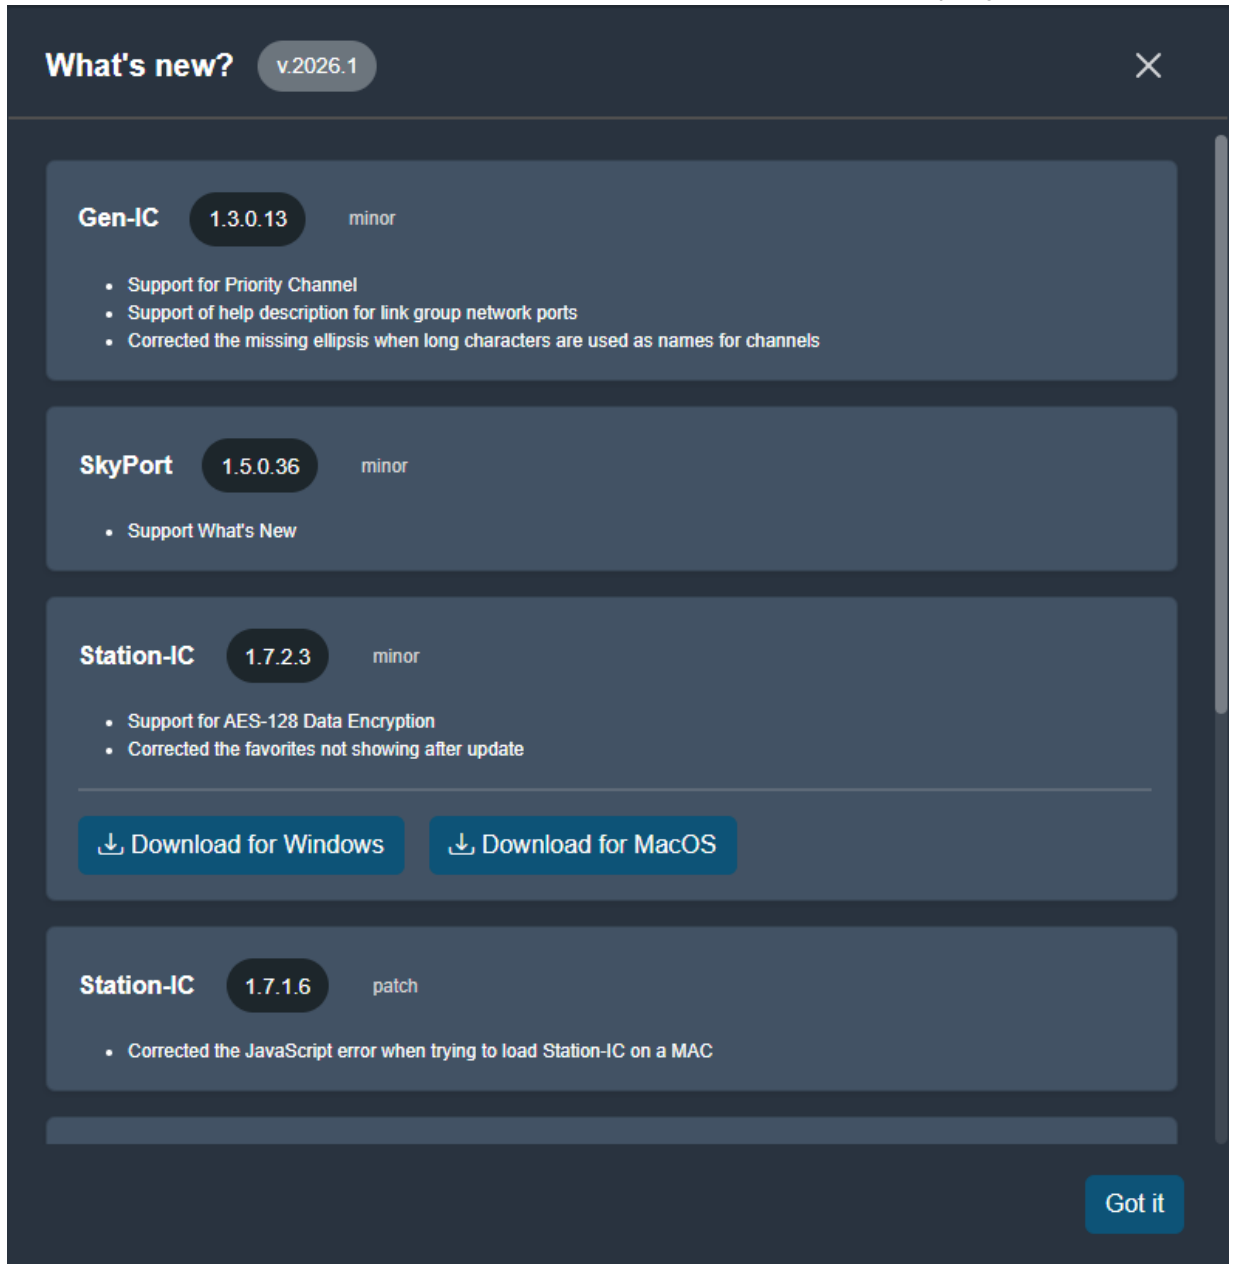 What's new? v.2026.1
Gen-IC 1.3.0.13 minor
Support for Priority Channel
Support of help description for link group network ports
Corrected the missing ellipsis when long characters are used as names for channels
SkyPort 1.5.0.36 minor
Support What's New
Station-IC 1.7.2.3 minor
Support for AES-128 Data Encryption
Corrected the favorites not showing after update
Download for Windows Download for MacOS
Station-IC 1.7.1.6 patch
Corrected the JavaScript error when trying to load Station-IC on a MAC
Got it